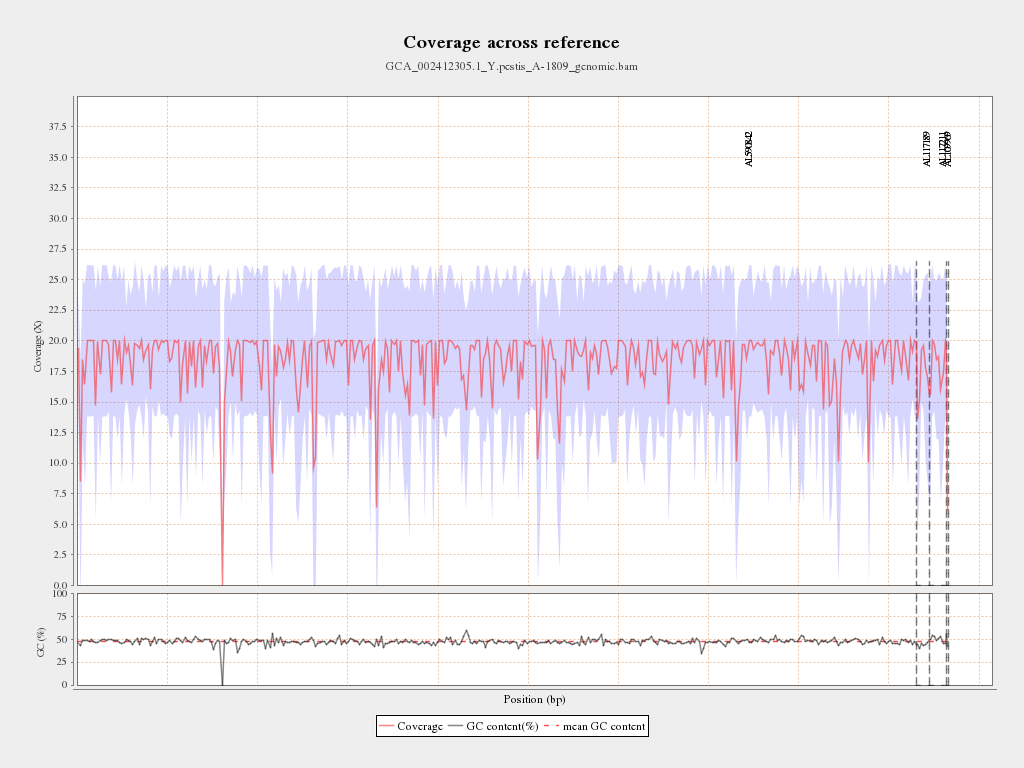 Coverage across reference
GCA_002412305.1_Y.pestis_A-1809_genomic.bam
37.5
35.0
32.5
30.0
27.5
25.0
22.5
20.0
17.5
15.0
12.5
10.0
7.5
5.0
2.5
0.0
Coverage (X)
AL590842
AL117189
AL117211
AL109969
100
75
50
25
0
GC (%)
Position (bp)
Coverage GC content(%) mean GC content